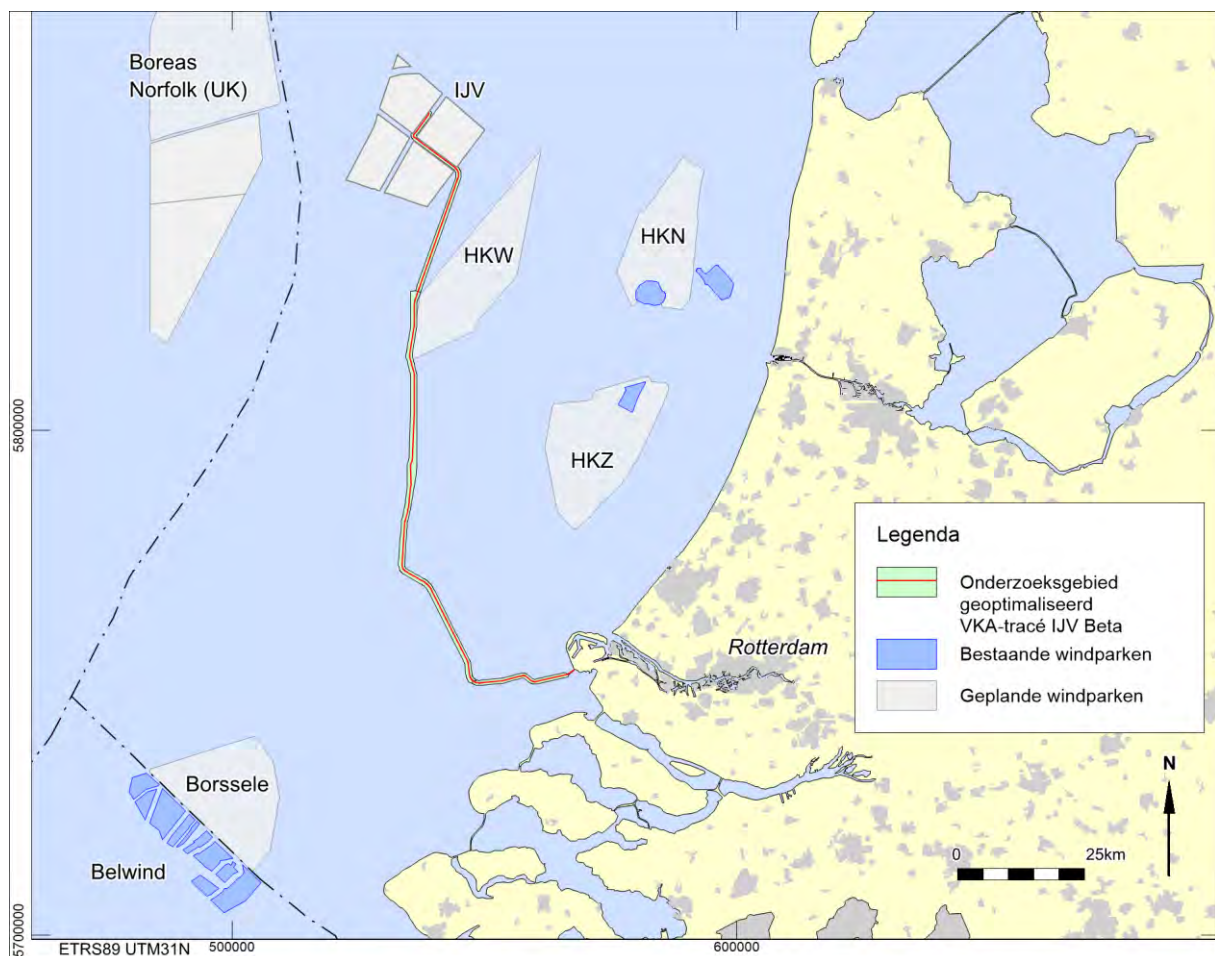 Boreas
Norfolk (UK)
IJV
HKW
HKN
HKZ
5800000
Legenda
Onderzoeksgebied
geoptimaliseerd
VKA-tracé IJV Beta
Bestaande windparken
Geplande windparken
Rotterdam
Borssele
Belwind
N
0 25km
5700000
ETRS89 UTM31N
500000
600000